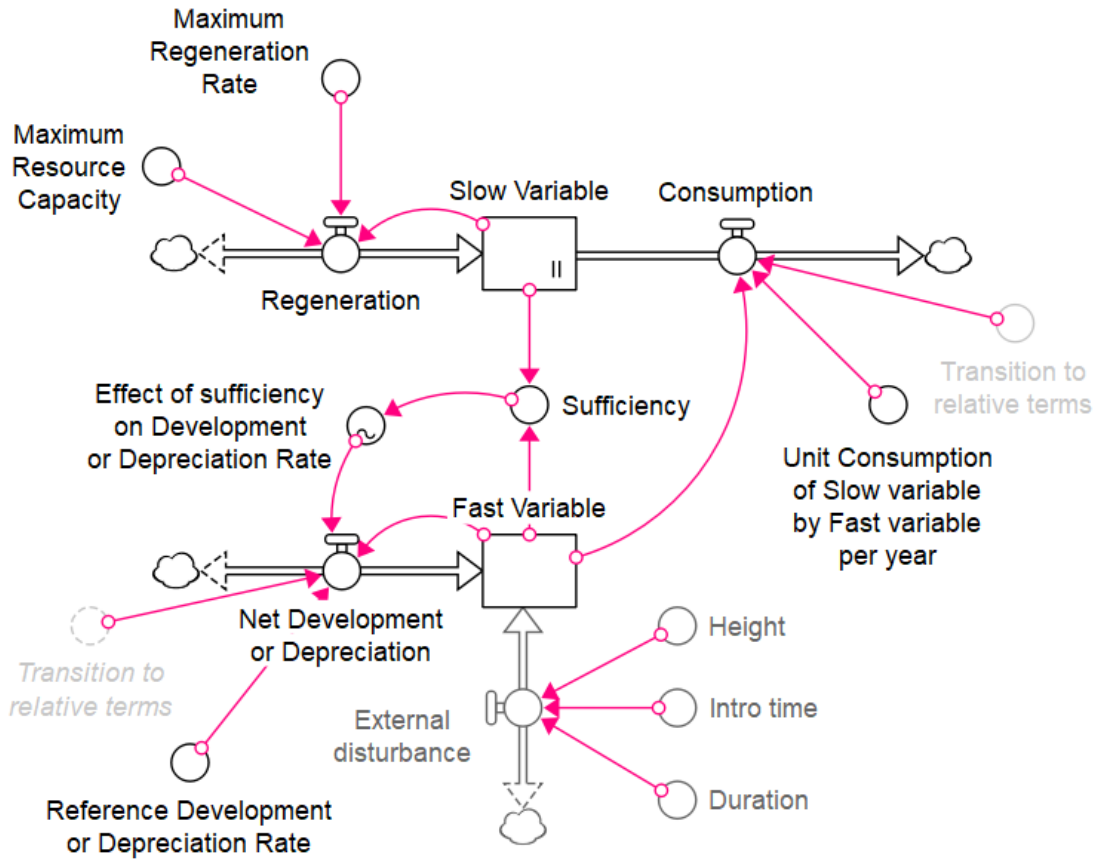 Maximum
Regeneration
Rate
Maximum
Resource
Capacity
Slow Variable
Consumption
II
Regeneration
Transition to
relative terms
Effect of sufficiency
on Development
or Depreciation Rate
Sufficiency
Unit Consumption
of Slow variable
by Fast variable
per year
Fast Variable
Net Development
or Depreciation
Transition to
relative terms
Height
Intro time
External
disturbance
Duration
Reference Development
or Depreciation Rate